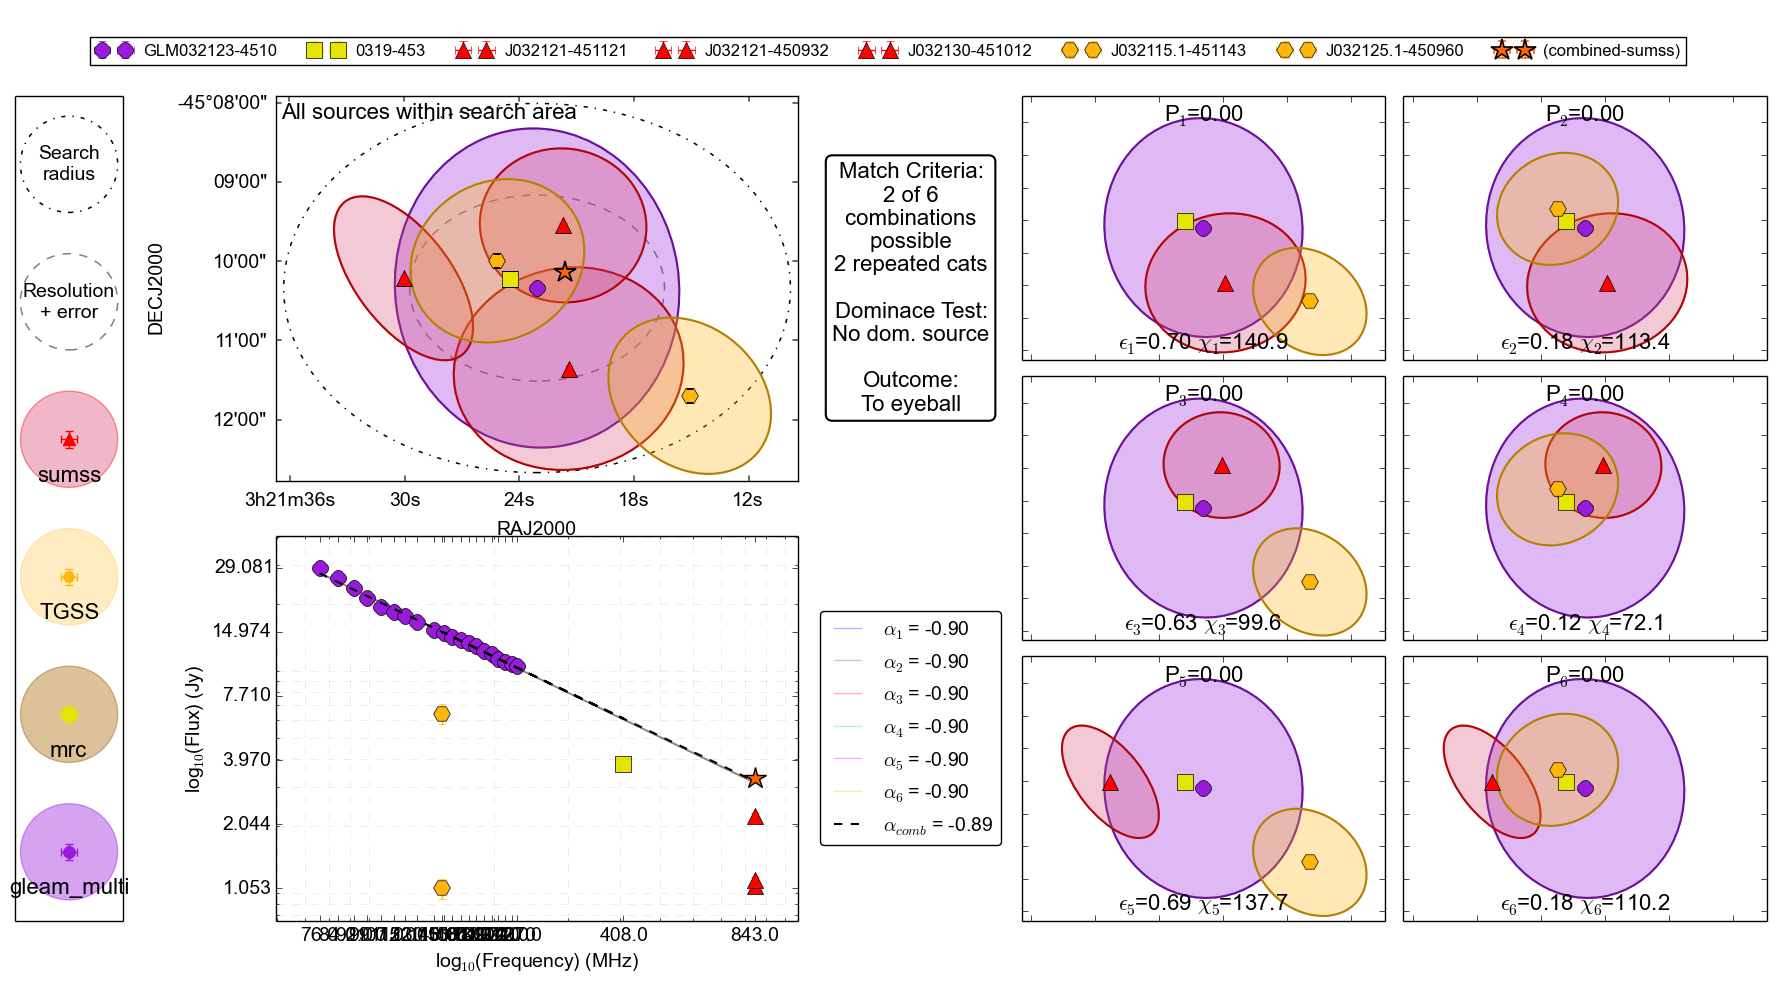 GLM032123-4510 0319-453 J032121-451121 J032121-450932 J032130-451012 J032115.1-451143 J032125.1-450960 (combined-sumss)
Search
radius
Resolution
+ error
sumss
TGSS
mrc
gleam_multi
All sources within search area
-45°08'00"
09'00"
10'00"
11'00"
12'00"
DECJ2000
3h21m36s 30s 24s 18s 12s
RAJ2000
29.081
14.974
7.710
3.970
2.044
1.053
log10(Flux) (Jy)
408.0 843.0
log10(Frequency) (MHz)
Match Criteria:
2 of 6
combinations
possible
2 repeated cats
Dominace Test:
No dom. source
Outcome:
To eyeball
α1 = -0.90
α2 = -0.90
α3 = -0.90
α4 = -0.90
α5 = -0.90
α6 = -0.90
αcomb = -0.89
P1=0.00
ϵ1=0.70 χ1=140.9
P2=0.00
ϵ2=0.18 χ2=113.4
P3=0.00
ϵ3=0.63 χ3=99.6
P4=0.00
ϵ4=0.12 χ4=72.1
P5=0.00
ϵ5=0.69 χ5=137.7
P6=0.00
ϵ6=0.18 χ6=110.2